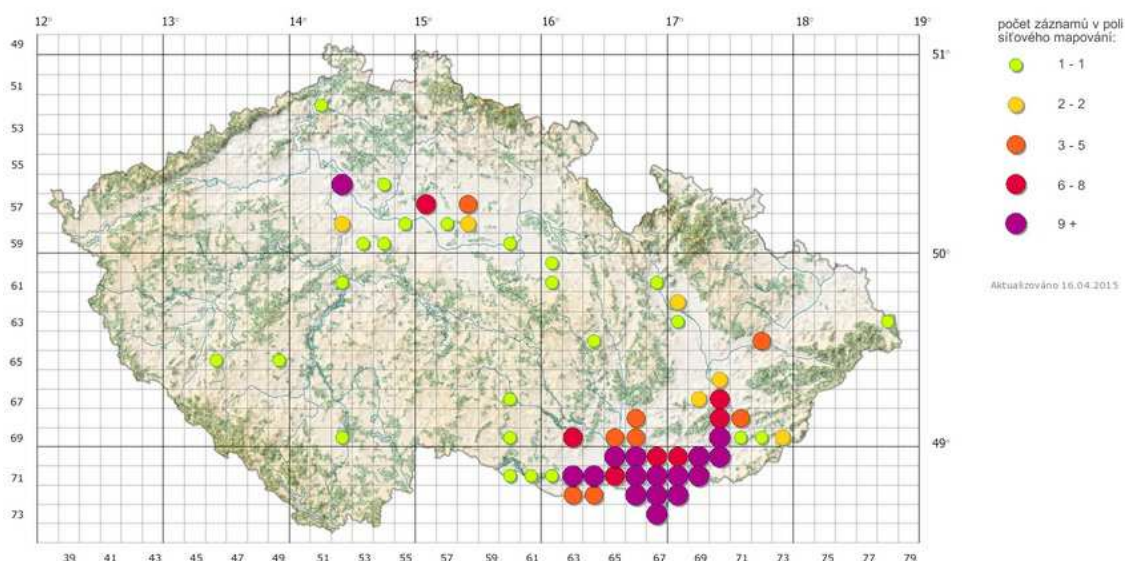 12° 13° 14° 15° 16° 17° 18° 19°
49
51
53
55
57
59
61
63
65
67
69
71
73
51°
50°
49°
39 41 43 45 47 49 51 53 55 57 59 61 63 65 67 69 71 73 75 77 79
počet záznamů v poli
síťového mapování:
1 - 1
2 - 2
3 - 5
6 - 8
9 +
Aktualizováno 16.04.2015